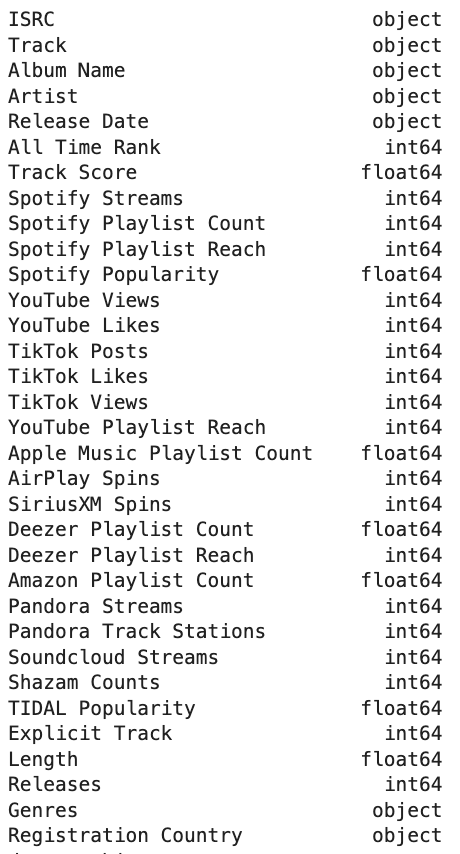 ISRC object
Track object
Album Name object
Artist object
Release Date object
All Time Rank int64
Track Score float64
Spotify Streams int64
Spotify Playlist Count int64
Spotify Playlist Reach int64
Spotify Popularity float64
YouTube Views int64
YouTube Likes int64
TikTok Posts int64
TikTok Likes int64
TikTok Views int64
YouTube Playlist Reach int64
Apple Music Playlist Count float64
AirPlay Spins int64
SiriusXM Spins int64
Deezer Playlist Count float64
Deezer Playlist Reach int64
Amazon Playlist Count float64
Pandora Streams int64
Pandora Track Stations int64
Soundcloud Streams int64
Shazam Counts int64
TIDAL Popularity float64
Explicit Track int64
Length float64
Releases int64
Genres object
Registration Country object